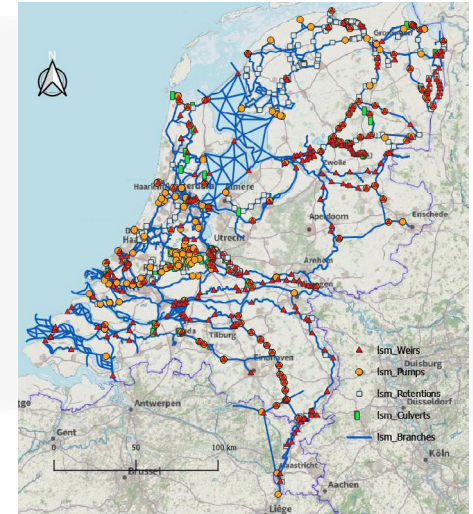 N
Groningen
Zwolle
Haarlem
Almere
Enschede
Apeldoorn
Utrecht
Arnhem
Tilburg
Eindhoven
lsm_Weirs
Duisburg
lsm_Pumps
lsm_Retentions
Düsseldorf
Antwerpen
lsm_Culverts
Gent
lsm_Branches
0 50 100 km
Köln
Maastricht
Brussel
Aachen
Liège